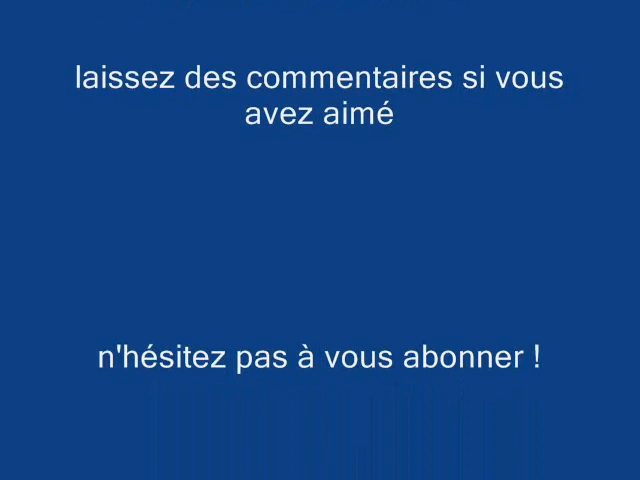 laissez des commentaires si vous
avez aimé
n'hésitez pas à vous abonner !